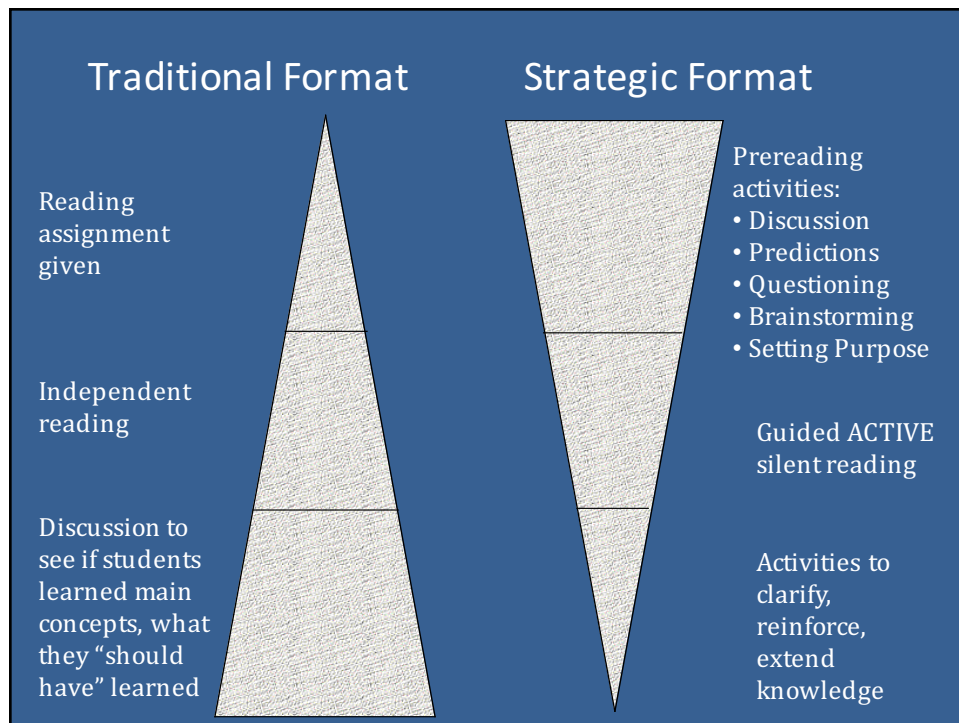 Traditional Format
Reading
assignment
given
Independent
reading
Discussion to
see if students
learned main
concepts, what
they “should
have” learned
Strategic Format
Prereading
activities:
• Discussion
• Predictions
• Questioning
• Brainstorming
• Setting Purpose
Guided ACTIVE
silent reading
Activities to
clarify,
reinforce,
extend
knowledge